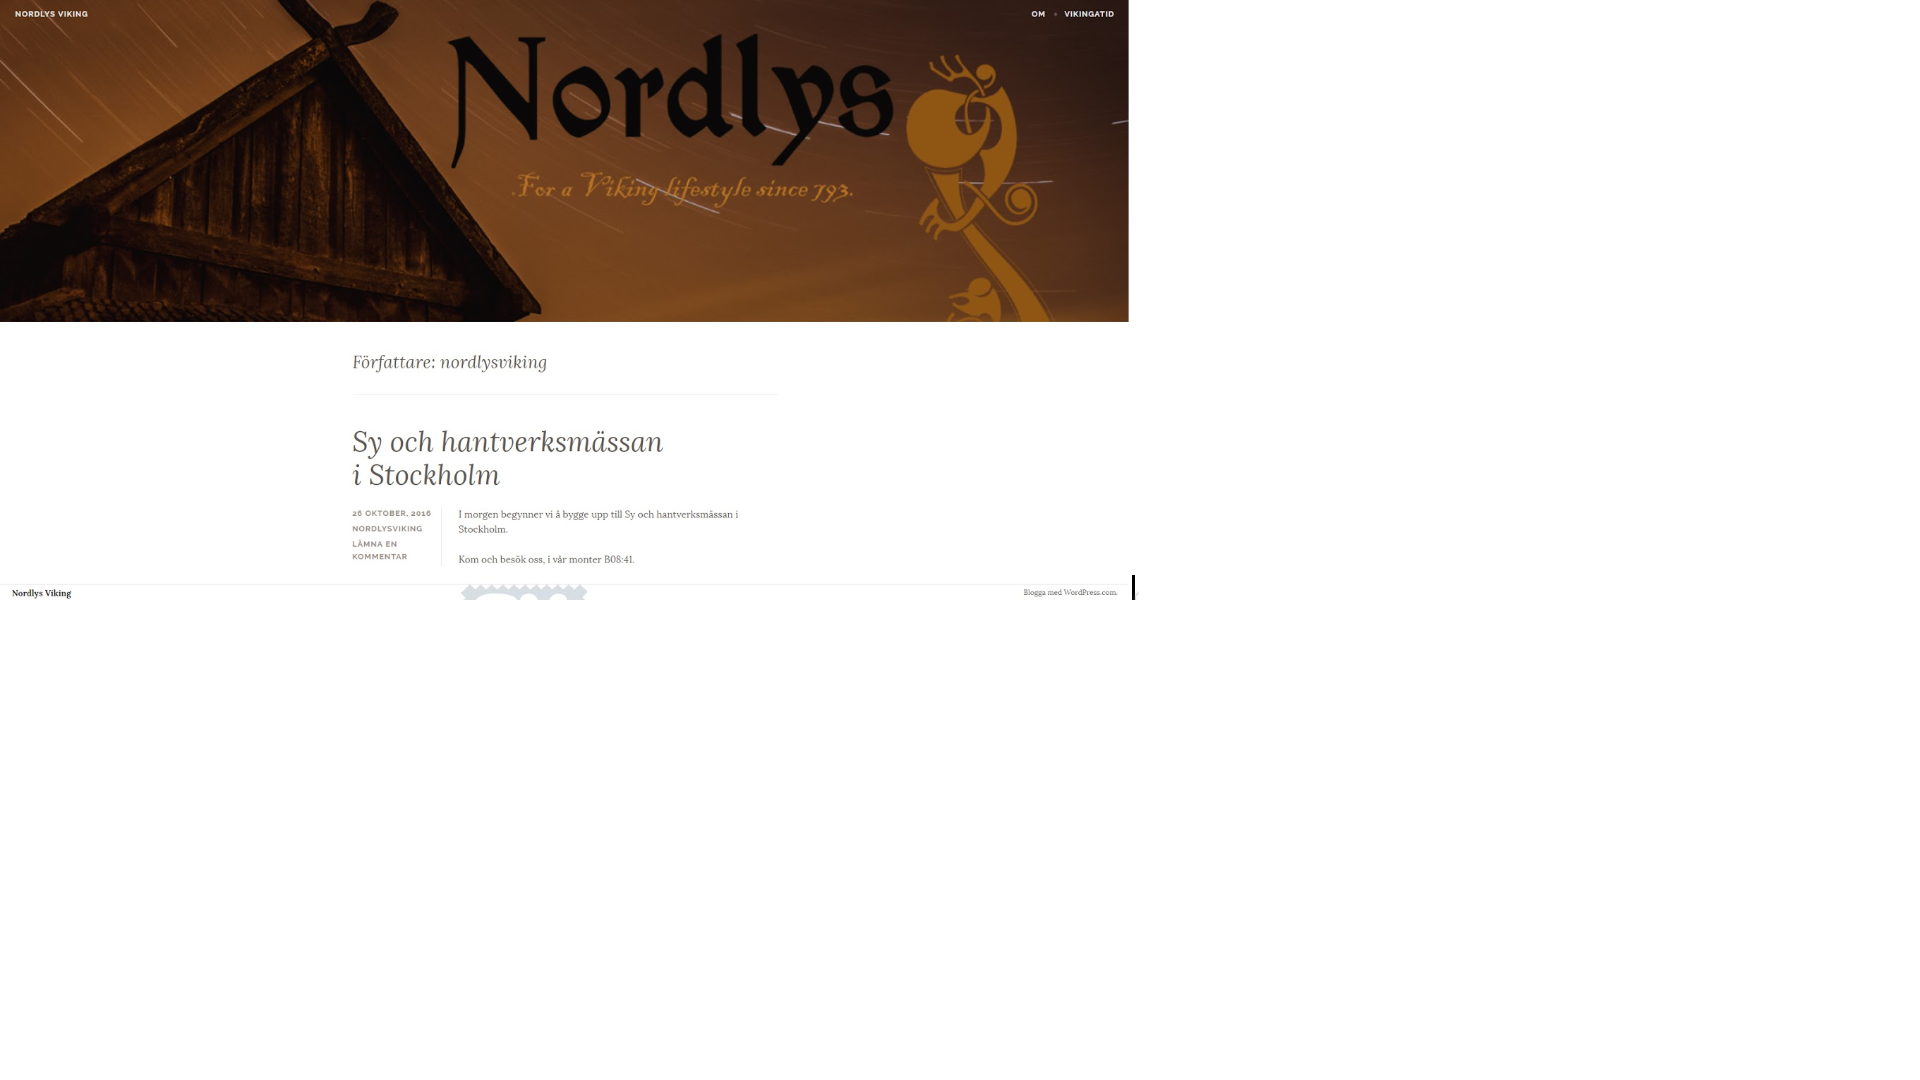 NORDLYS VIKING
OM
VIKINGATID
Nordlys
For a Viking lifestyle since 793.
Författare: nordlysviking
Sy och hantverksmässan
i Stockholm
26 OKTOBER, 2016
NORDLYSVIKING
LÄMNA EN
KOMMENTAR
I morgen begynner vi å bygge upp till Sy och hantverksmässan i
Stockholm.
Kom och besök oss, i vår monter B08:41.
Nordlys Viking
Blogga med WordPress.com.